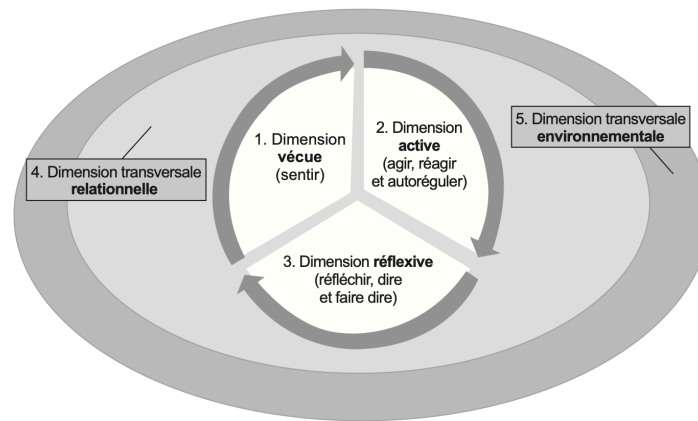 1. Dimension
vécue
(sentir)
2. Dimension
active
(agir, réagir
et autoréguler)
3. Dimension réflexive
(réfléchir, dire
et faire dire)
4. Dimension transversale
relationnelle
5. Dimension transversale
environnementale